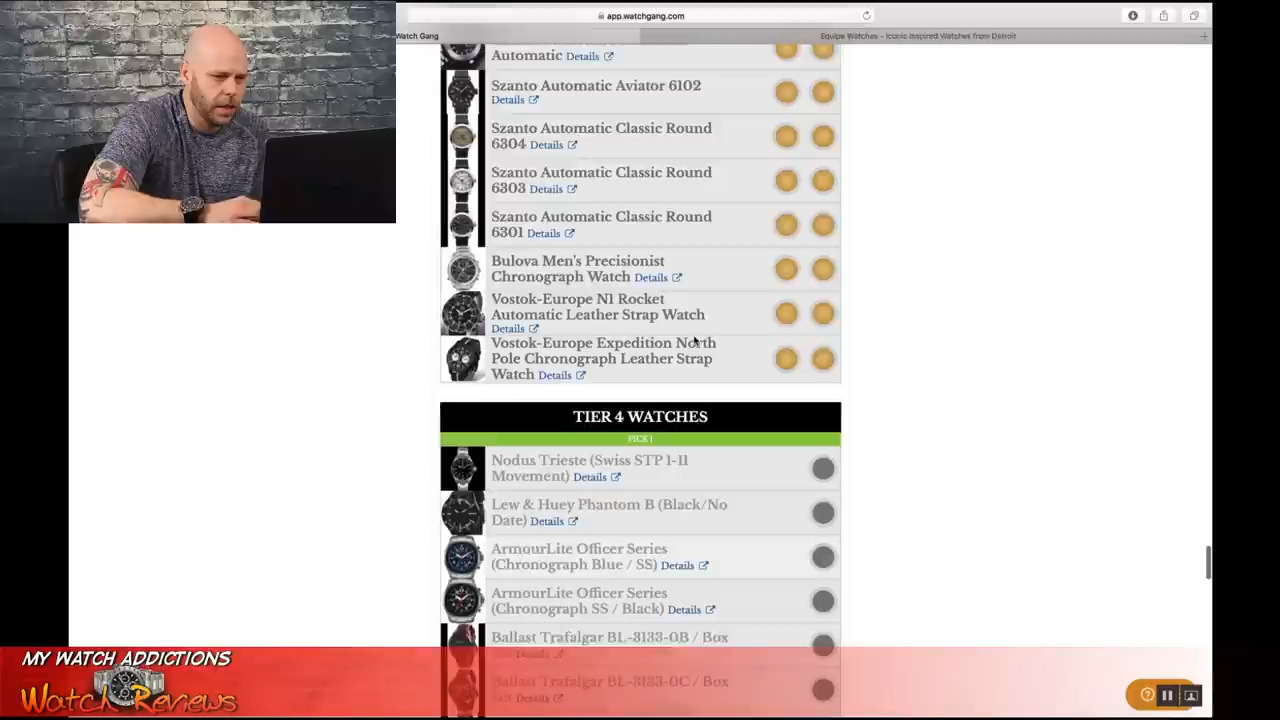 app.watchgang.com
Watch Gang
Equipe Watches - Iconic Inspired Watches from Detroit
Automatic Details
Szanto Automatic Aviator 6102
Details
Szanto Automatic Classic Round
6304 Details
Szanto Automatic Classic Round
6303 Details
Szanto Automatic Classic Round
6301 Details
Bulova Men's Precisionist
Chronograph Watch Details
Vostok-Europe N1 Rocket
Automatic Leather Strap Watch
Details
Vostok-Europe Expedition North
Pole Chronograph Leather Strap
Watch Details
TIER 4 WATCHES
PICK 1
Nodus Trieste (Swiss STP 1-11
Movement) Details
Lew & Huey Phantom B (Black/No
Date) Details
ArmourLite Officer Series
(Chronograph Blue / SS) Details
ArmourLite Officer Series
(Chronograph SS / Black) Details
Ballast Trafalgar BL-3133-0B / Box
Details
Ballast Trafalgar BL-3133-0C / Box
Details
MY WATCH ADDICTIONS
Watch Reviews